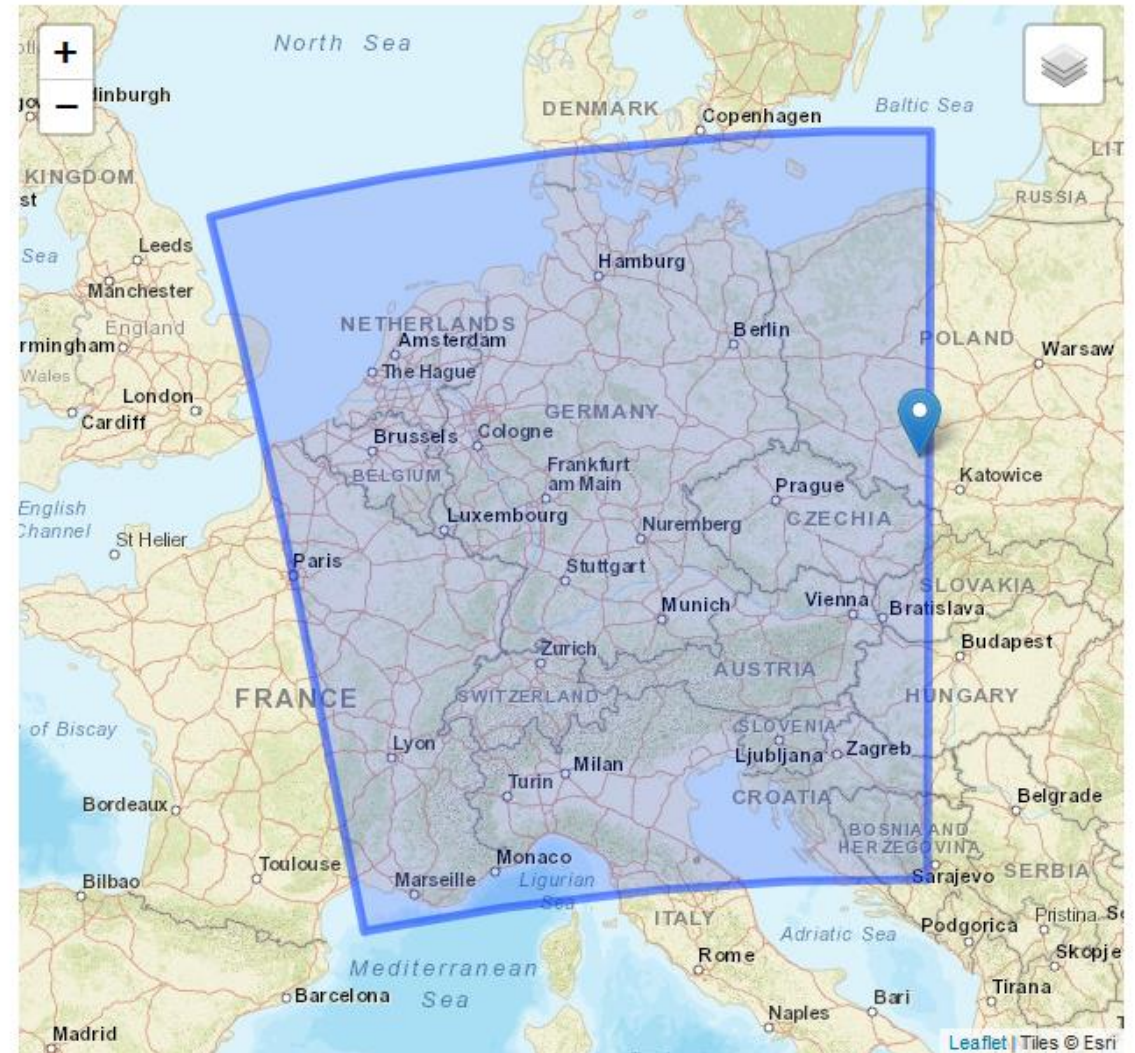 North Sea
+
−
dinburgh
DENMARK
Copenhagen
Baltic Sea
LIT
KINGDOM
st
RUSSIA
Sea
Leeds
Manchester
Hamburg
England
rmingham
NETHERLANDS
Amsterdam
Berlin
POLAND
Warsaw
Wales
The Hague
London
Cardiff
GERMANY
Brussels
Cologne
BELGIUM
Frankfurt
am Main
Prague
Katowice
English
Channel
Luxembourg
Nuremberg
CZECHIA
St Helier
Paris
Stuttgart
SLOVAKIA
Munich
Vienna
Bratislava
Zurich
Budapest
AUSTRIA
FRANCE
SWITZERLAND
HUNGARY
of Biscay
SLOVENIA
Lyon
Ljubljana
Zagreb
Milan
Turin
Bordeaux
CROATIA
Belgrade
BOSNIA AND
HERZEGOVINA
Monaco
Toulouse
Marseille
Ligurian
Sea
Sarajevo
SERBIA
Bilbao
ITALY
Podgorica
Pristina
Adriatic Sea
Skopje
Rome
Mediterranean
Sea
Barcelona
Tirana
Bari
Naples
Madrid
Leaflet | Tiles © Esri